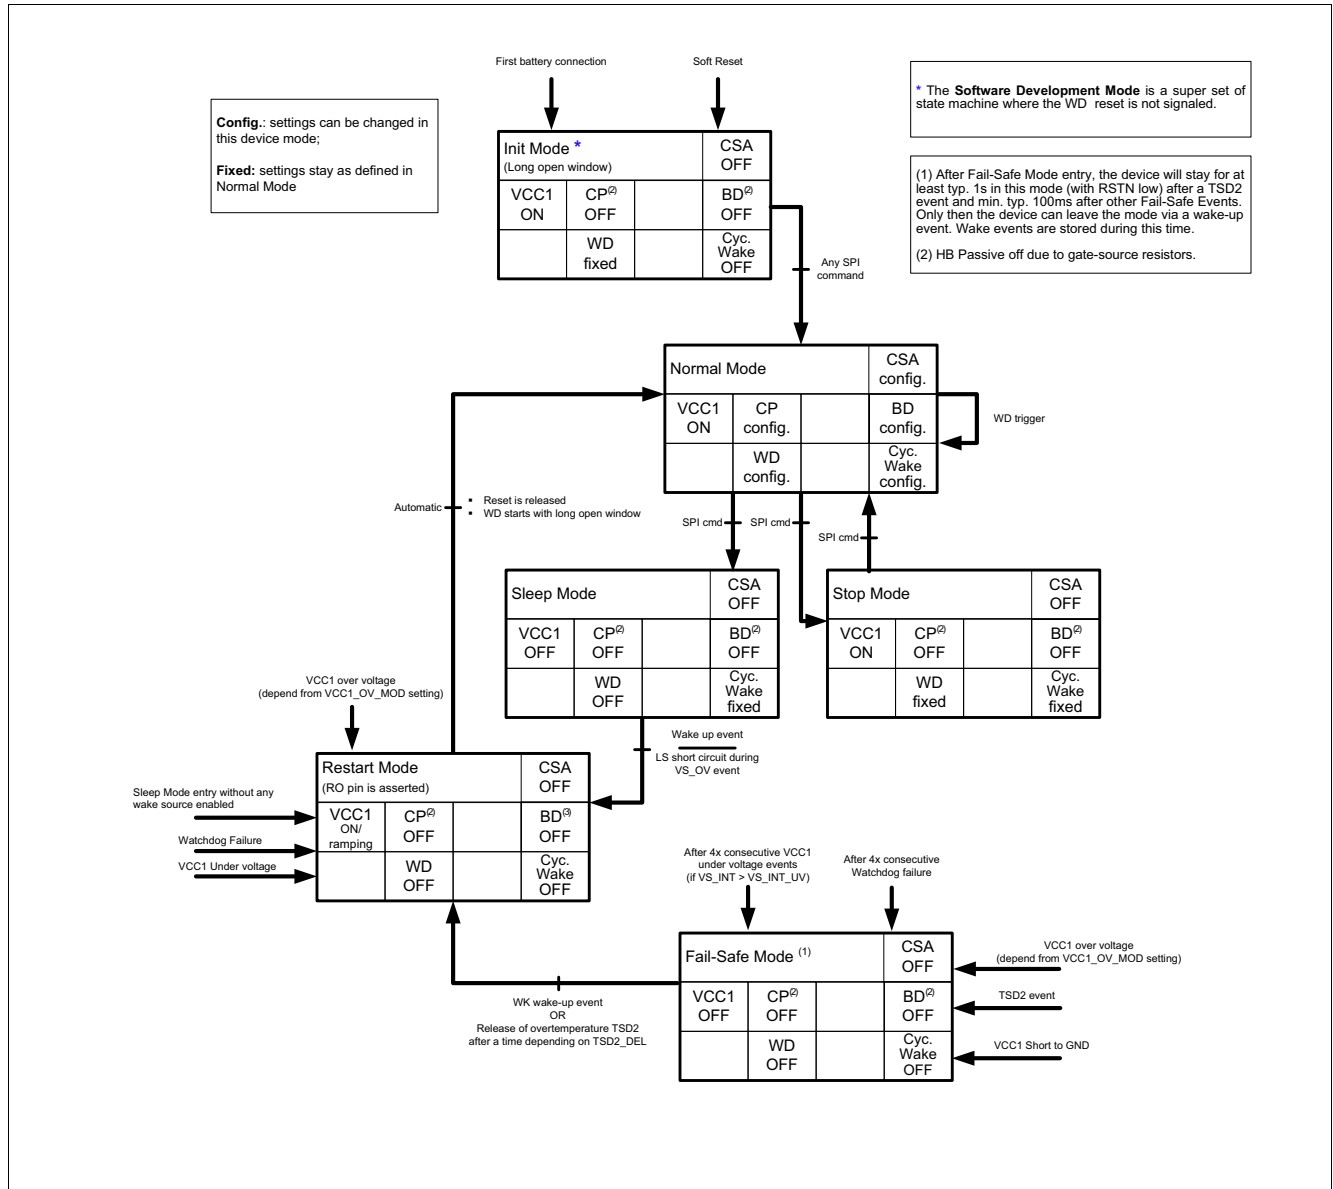 First battery connection
Soft Reset
Config.: settings can be changed in
this device mode;
Fixed: settings stay as defined in
Normal Mode
* The Software Development Mode is a super set of
state machine where the WD reset is not signaled.
(1) After Fail-Safe Mode entry, the device will stay for at
least typ. 1s in this mode (with RSTN low) after a TSD2
event and min. typ. 100ms after other Fail-Safe Events.
Only then the device can leave the mode via a wake-up
event. Wake events are stored during this time.
(2) HB Passive off due to gate-source resistors.
Init Mode *
(Long open window)
CSA
OFF
VCC1
ON
CP(2)
OFF
BD(2)
OFF
WD
fixed
Cyc.
Wake
OFF
Any SPI
command
Normal Mode
CSA
config.
VCC1
ON
CP
config.
BD
config.
WD
config.
Cyc.
Wake
config.
WD trigger
Automatic
▪ Reset is released
▪ WD starts with long open window
SPI cmd
SPI cmd
SPI cmd
Sleep Mode
CSA
OFF
VCC1
OFF
CP(2)
OFF
BD(2)
OFF
WD
OFF
Cyc.
Wake
fixed
Stop Mode
CSA
OFF
VCC1
ON
CP(2)
OFF
BD(2)
OFF
WD
fixed
Cyc.
Wake
fixed
VCC1 over voltage
(depend from VCC1_OV_MOD setting)
Wake up event
LS short circuit during
VS_OV event
Restart Mode
(RO pin is asserted)
CSA
OFF
VCC1
ON/
ramping
CP(2)
OFF
BD(3)
OFF
WD
OFF
Cyc.
Wake
OFF
Sleep Mode entry without any
wake source enabled
Watchdog Failure
VCC1 Under voltage
After 4x consecutive VCC1
under voltage events
(if VS_INT > VS_INT_UV)
After 4x consecutive
Watchdog failure
Fail-Safe Mode (1)
CSA
OFF
VCC1
OFF
CP(2)
OFF
BD(2)
OFF
WD
OFF
Cyc.
Wake
OFF
VCC1 over voltage
(depend from VCC1_OV_MOD setting)
TSD2 event
VCC1 Short to GND
WK wake-up event
OR
Release of overtemperature TSD2
after a time depending on TSD2_DEL